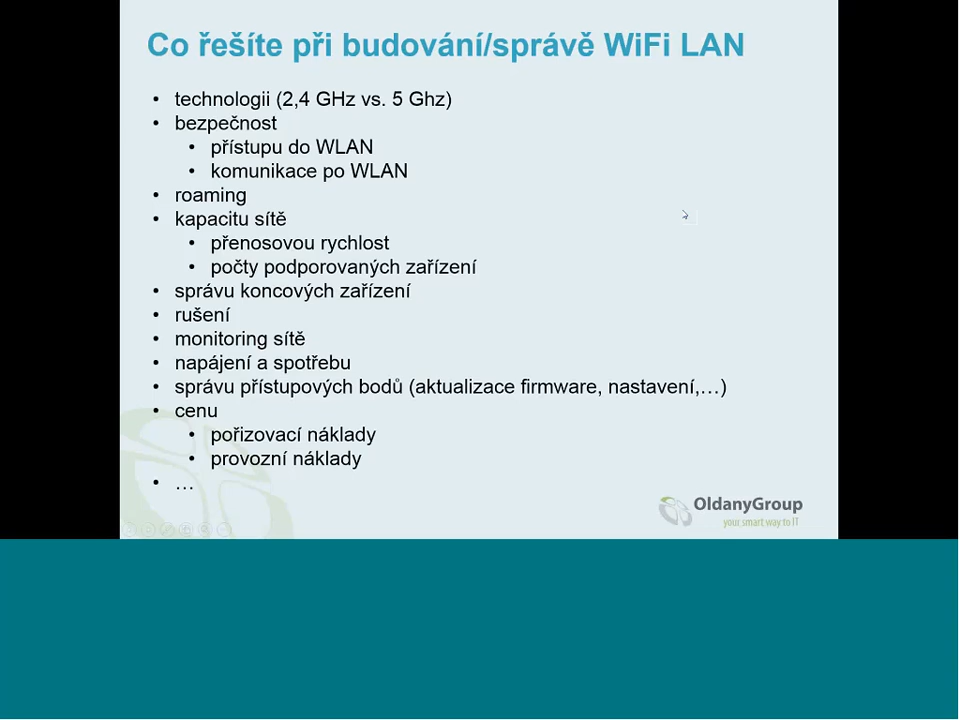 Co řešíte při budování/správě WiFi LAN
• technologii (2,4 GHz vs. 5 Ghz)
• bezpečnost
• přístupu do WLAN
• komunikace po WLAN
• roaming
• kapacitu sítě
• přenosovou rychlost
• počty podporovaných zařízení
• správu koncových zařízení
• rušení
• monitoring sítě
• napájení a spotřebu
• správu přístupových bodů (aktualizace firmware, nastavení,…)
• cenu
• pořizovací náklady
• provozní náklady
• …
OldanyGroup
your smart way to IT